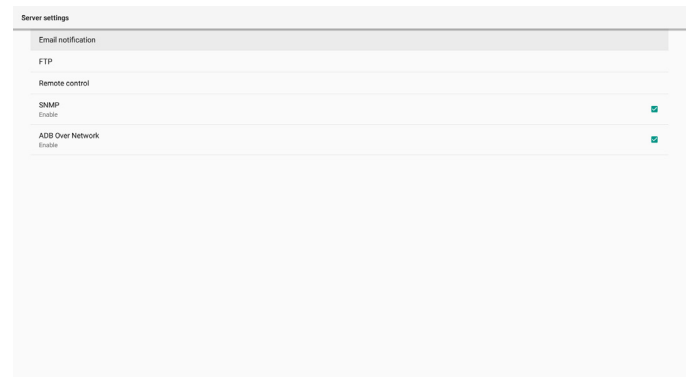 Server settings
Email notification
FTP
Remote control
SNMP
Enable
ADB Over Network
Enable